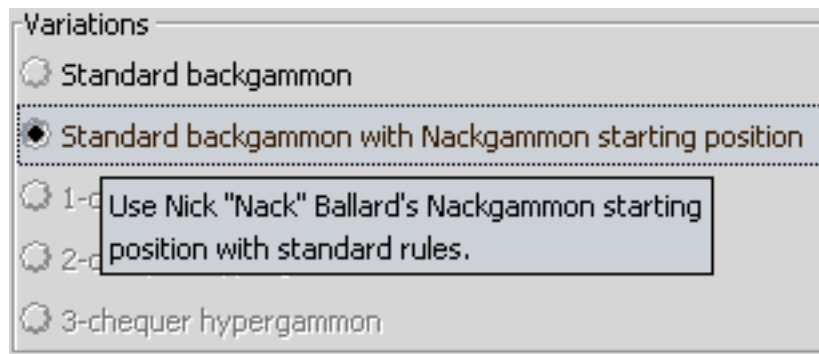 Variations
Standard backgammon
Standard backgammon with Nackgammon starting position
Use Nick "Nack" Ballard's Nackgammon starting
position with standard rules.
3-chequer hypergammon